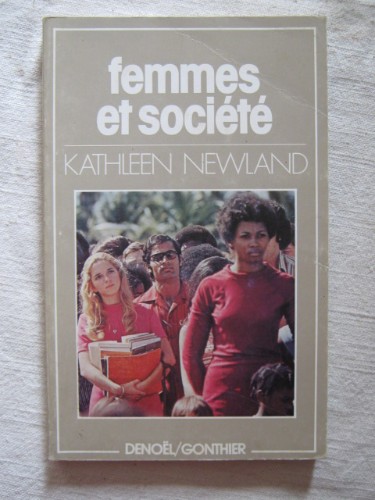 femmes
et société
KATHLEEN NEWLAND
DENOËL/GONTHIER